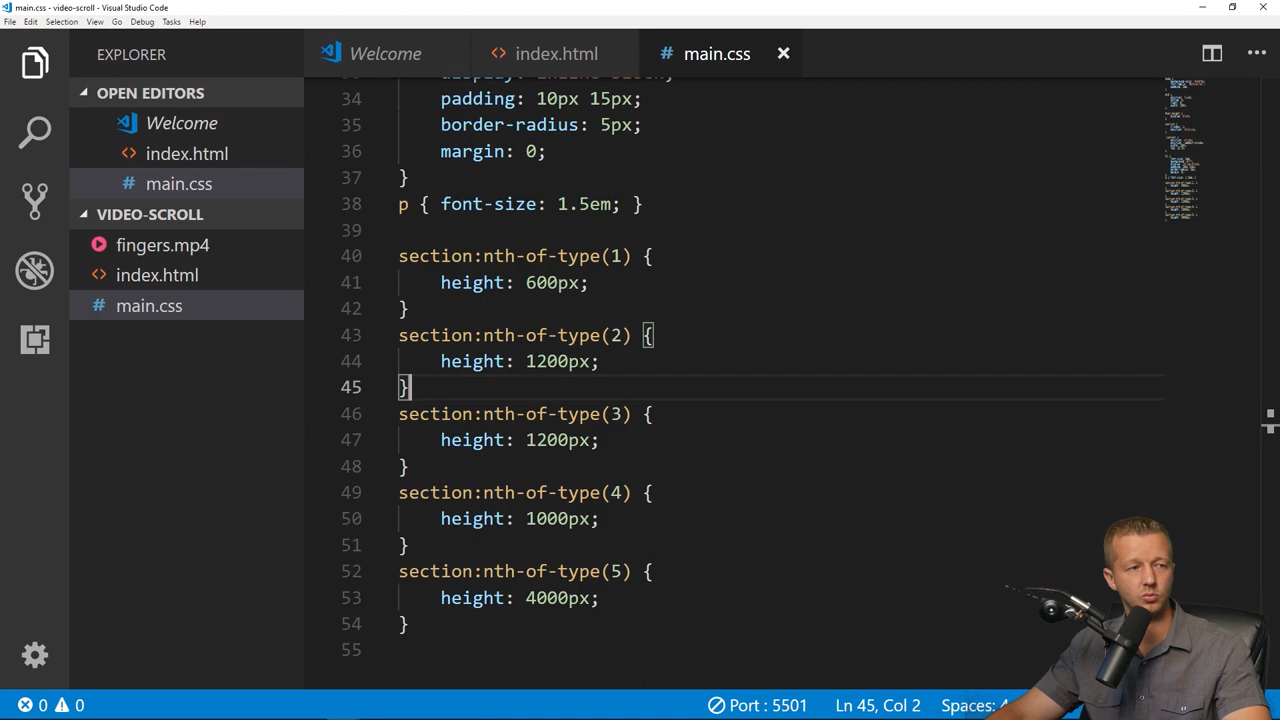 main.css - video-scroll - Visual Studio Code
File Edit Selection View Go Debug Tasks Help
EXPLORER
Welcome
index.html
# main.css
OPEN EDITORS
Welcome
index.html
# main.css
VIDEO-SCROLL
fingers.mp4
index.html
# main.css
34 padding: 10px 15px;
35 border-radius: 5px;
36 margin: 0;
37 }
38 p { font-size: 1.5em; }
39
40 section:nth-of-type(1) {
41 height: 600px;
42 }
43 section:nth-of-type(2) {
44 height: 1200px;
45 }
46 section:nth-of-type(3) {
47 height: 1200px;
48 }
49 section:nth-of-type(4) {
50 height: 1000px;
51 }
52 section:nth-of-type(5) {
53 height: 4000px;
54 }
55
0 0
Port : 5501
Ln 45, Col 2
Spaces: